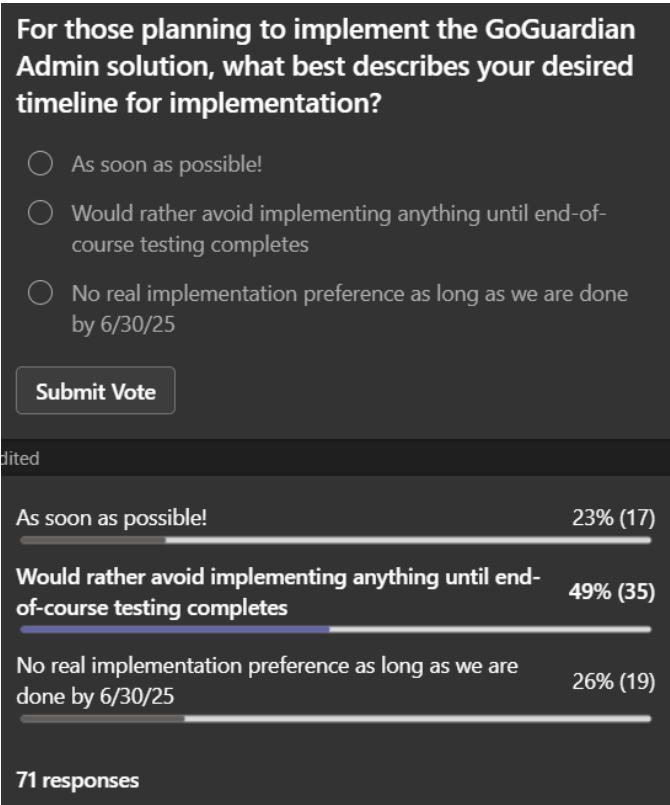 For those planning to implement the GoGuardian
Admin solution, what best describes your desired
timeline for implementation?
As soon as possible!
Would rather avoid implementing anything until end-of-
course testing completes
No real implementation preference as long as we are done
by 6/30/25
Submit Vote
dited
As soon as possible! 23% (17)
Would rather avoid implementing anything until end-
of-course testing completes 49% (35)
No real implementation preference as long as we are
done by 6/30/25 26% (19)
71 responses